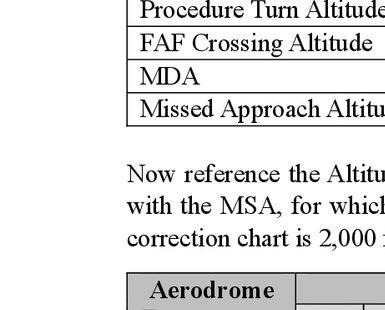 Procedure Turn Altitude
FAF Crossing Altitude
MDA
Missed Approach Altitu
Now reference the Altitu
with the MSA, for which
correction chart is 2,000
Aerodrome